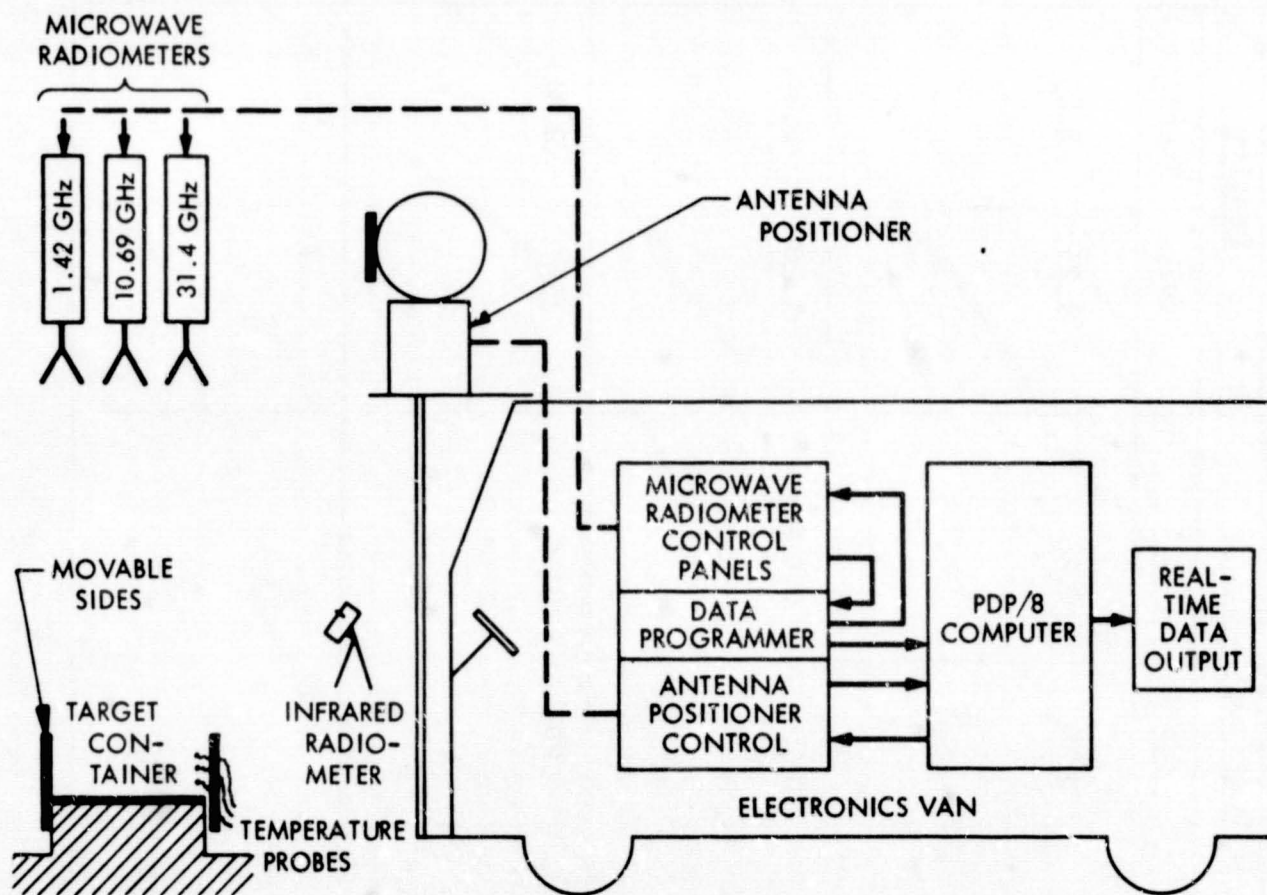 MICROWAVE
RADIOMETERS
1.42 GHz
10.69 GHz
31.4 GHz
ANTENNA
POSITIONER
MICROWAVE
RADIOMETER
CONTROL
PANELS
DATA
PROGRAMMER
ANTENNA
POSITIONER
CONTROL
PDP/8
COMPUTER
REAL-
TIME
DATA
OUTPUT
MOVABLE
SIDES
TARGET
CON-
TAINER
INFRARED
RADIO-
METER
TEMPERATURE
PROBES
ELECTRONICS VAN